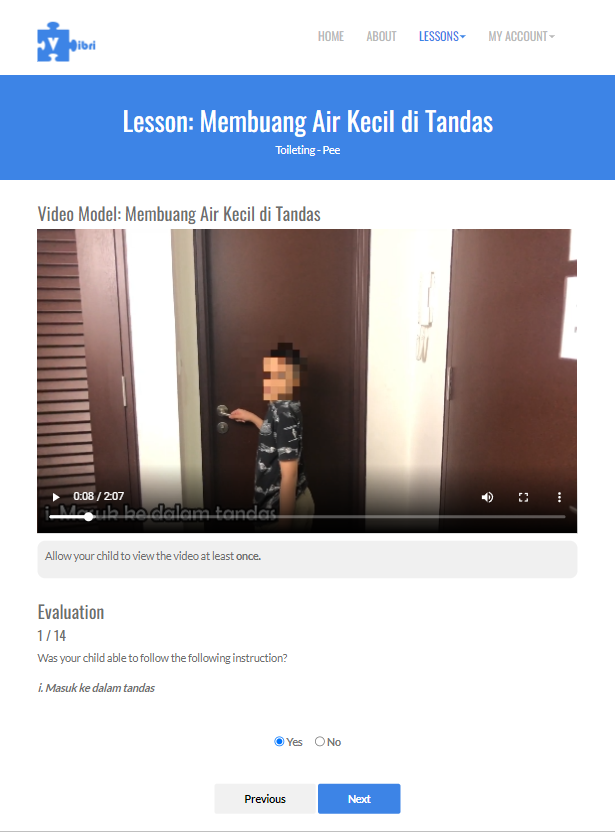 Vibri
HOME ABOUT LESSONS MY ACCOUNT
Lesson: Membuang Air Kecil di Tandas
Toileting - Pee
Video Model: Membuang Air Kecil di Tandas
0:08 / 2:07
i. Masuk ke dalam tandas
Allow your child to view the video at least once.
Evaluation
1 / 14
Was your child able to follow the following instruction?
i. Masuk ke dalam tandas
Yes No
Previous Next